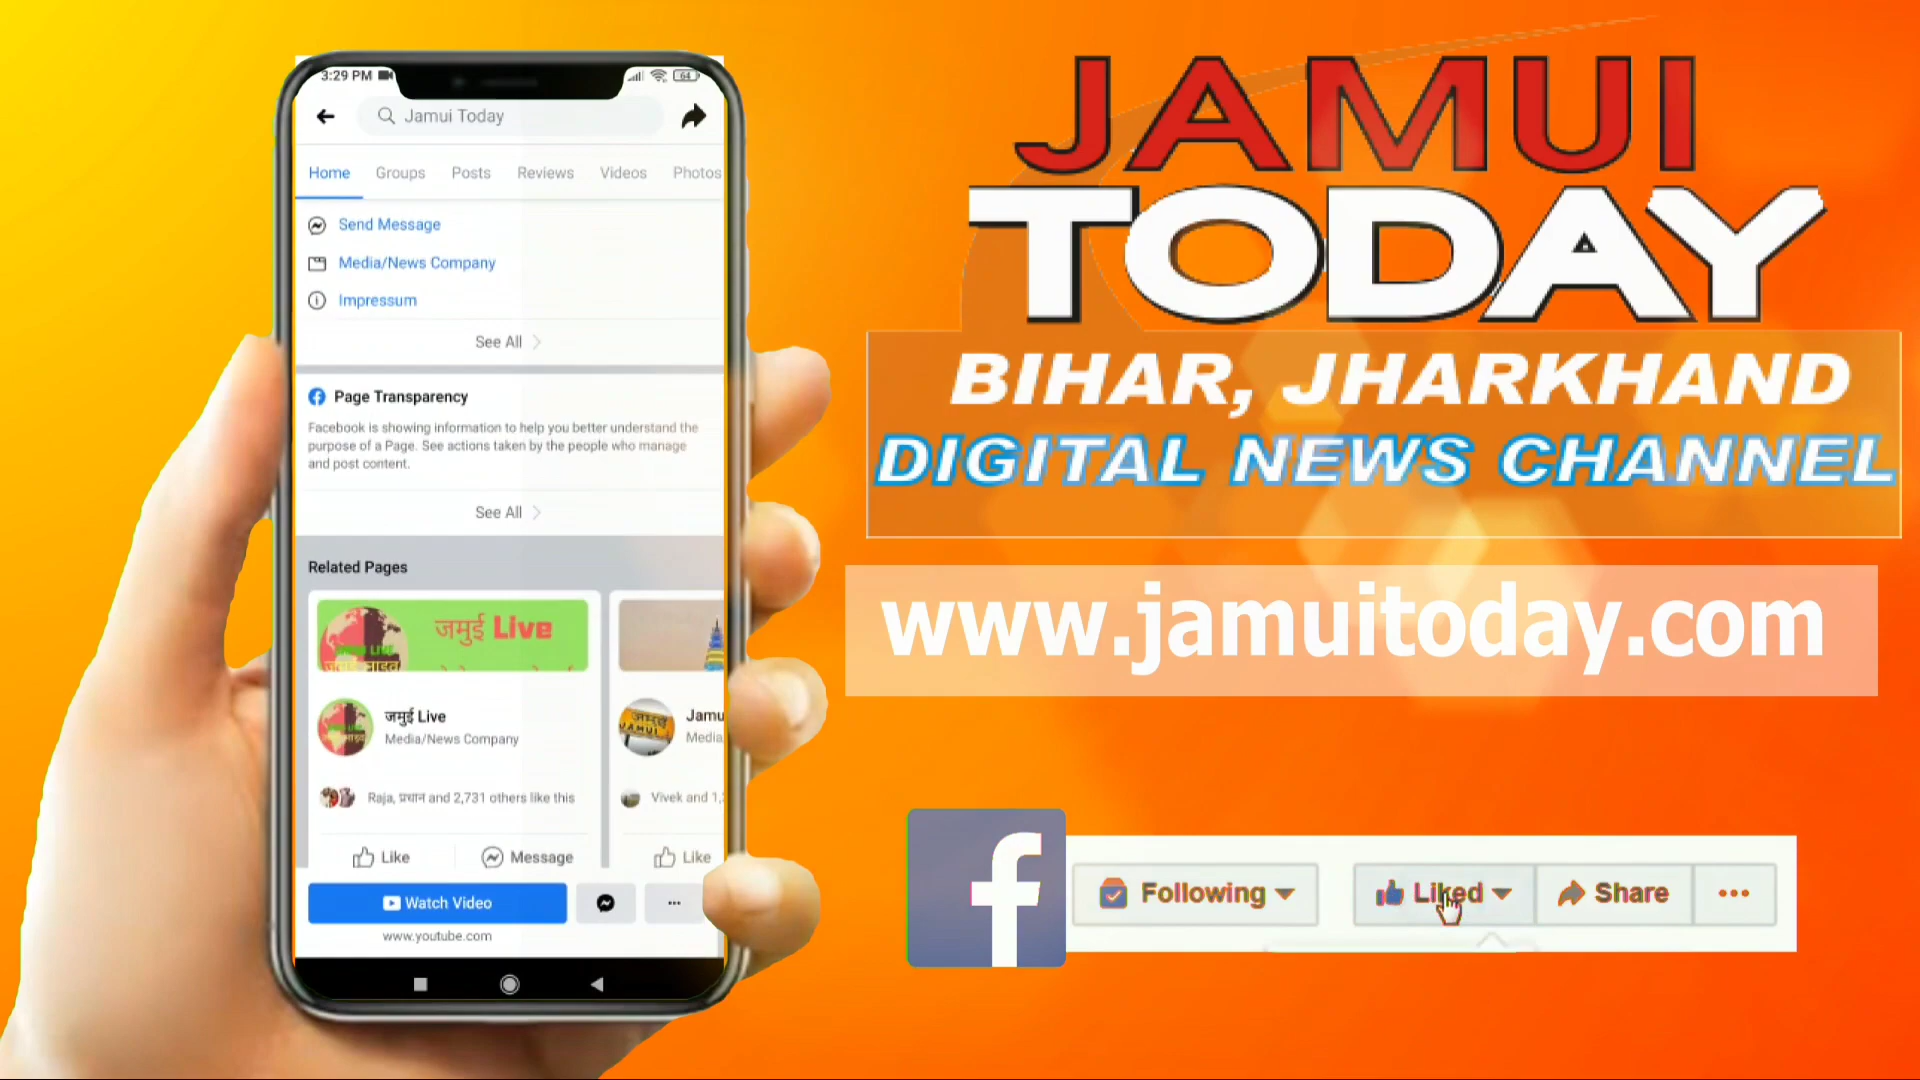 3:29 PM
64
Jamui Today
Home Groups Posts Reviews Videos Photos
Send Message
Media/News Company
Impressum
See All
Page Transparency
Facebook is showing information to help you better understand the
purpose of a Page. See actions taken by the people who manage
and post content.
See All
Related Pages
जमुई Live
जमुई Live
Media/News Company
Raja, प्रधान and 2,731 others like this
Like Message
जमुई
JAMUI
Jamu
Media
Vivek and 1,
Like
Watch Video
www.youtube.com
JAMUI
TODAY
BIHAR, JHARKHAND
DIGITAL NEWS CHANNEL
www.jamuitoday.com
f Following Liked Share